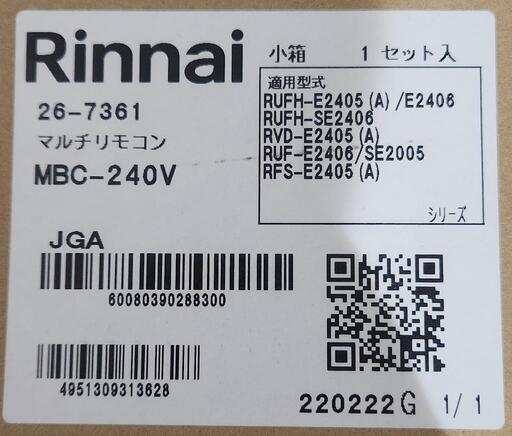 Rinnai
小箱 1 セット入
26-7361
マルチリモコン
MBC-240V
適用型式
RUFH-E2405(A)/E2406
RUFH-SE2406
RVD-E2405(A)
RUF-E2406/SE2005
RFS-E2405(A)
シリーズ
JGA
60080390288300
4951309313628
220222G 1/1